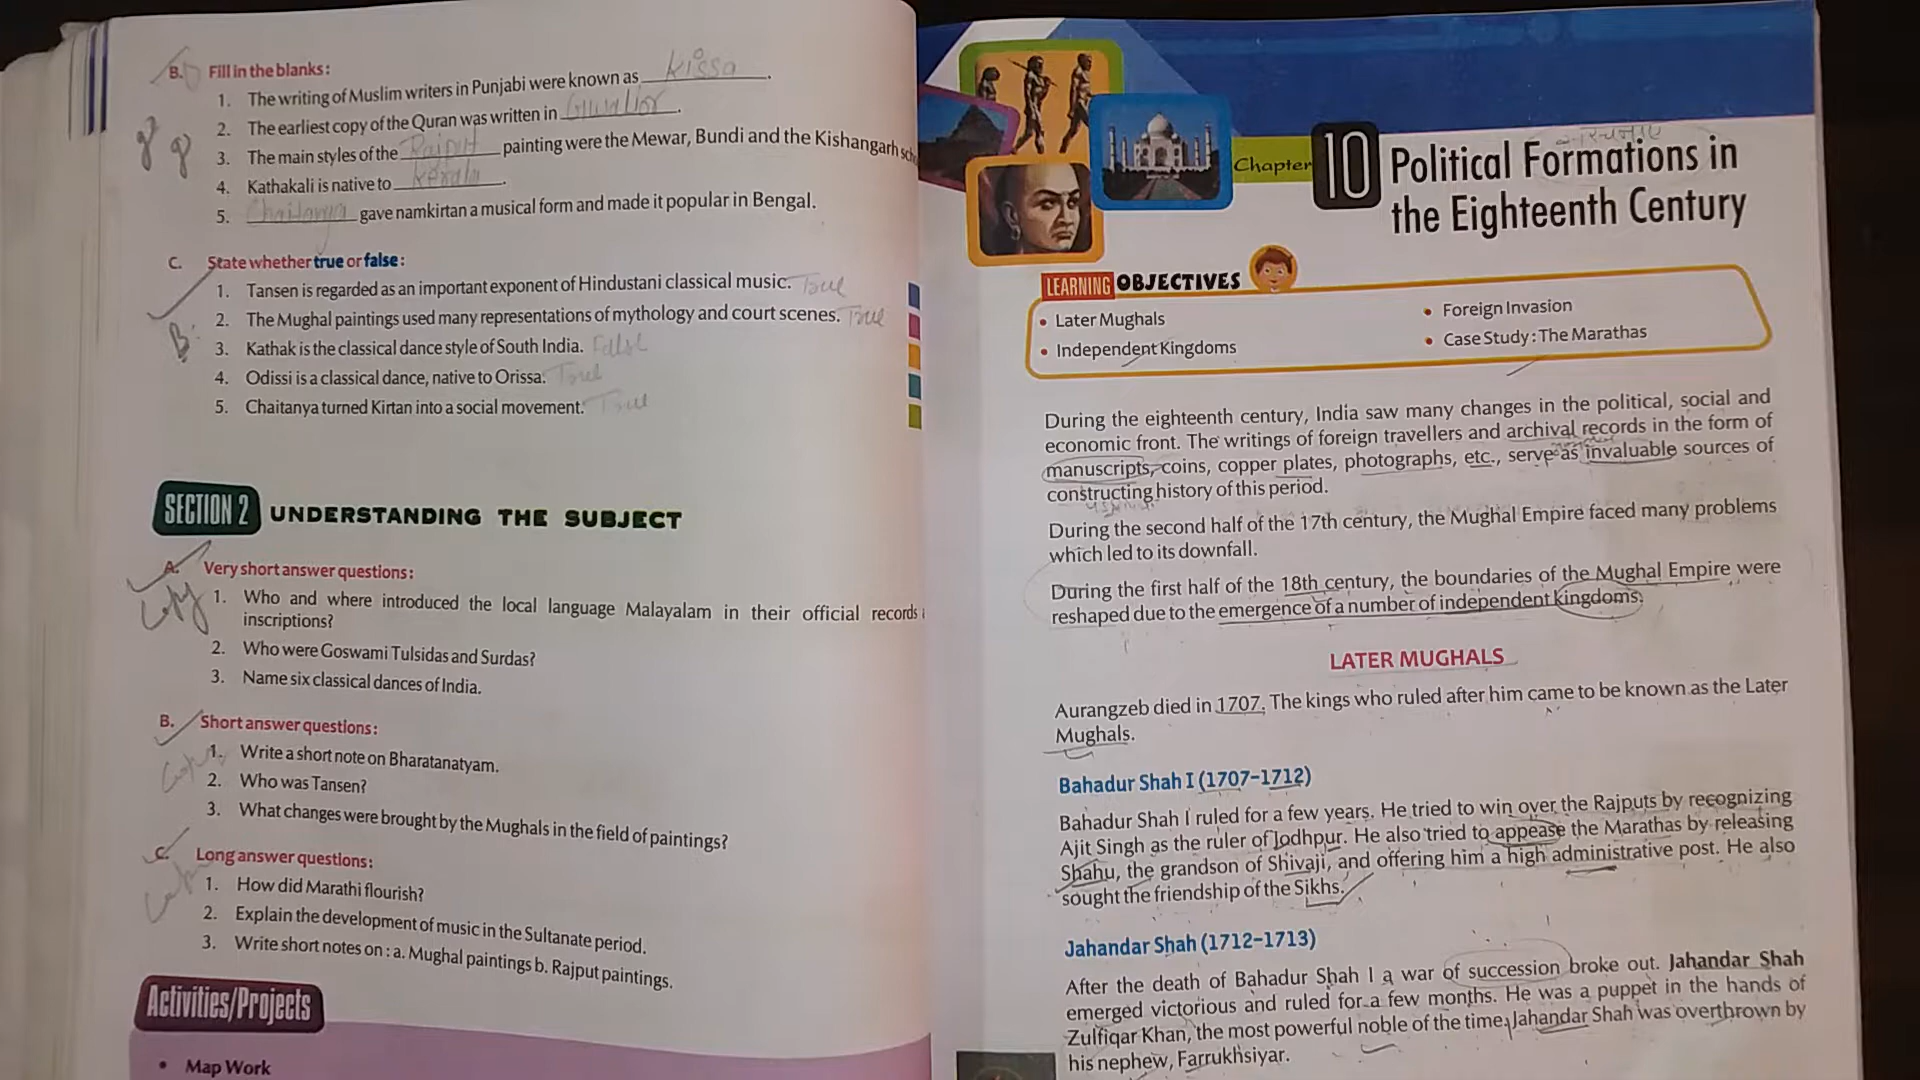 B. Fill in the blanks :
1. The writing of Muslim writers in Punjabi were known as kissa.
2. The earliest copy of the Quran was written in Gwalior.
3. The main styles of the Rajput painting were the Mewar, Bundi and the Kishangarh
4. Kathakali is native to kerala.
5. Chaitanya gave namkirtan a musical form and made it popular in Bengal.
C. State whether true or false :
1. Tansen is regarded as an important exponent of Hindustani classical music. True
2. The Mughal paintings used many representations of mythology and court scenes. True
3. Kathak is the classical dance style of South India.
4. Odissi is a classical dance, native to Orissa.
5. Chaitanya turned Kirtan into a social movement. True
SECTION 2 UNDERSTANDING THE SUBJECT
A. Very short answer questions :
Copy
1. Who and where introduced the local language Malayalam in their official records
inscriptions?
2. Who were Goswami Tulsidas and Surdas?
3. Name six classical dances of India.
B. Short answer questions :
1. Write a short note on Bharatanatyam.
2. Who was Tansen?
3. What changes were brought by the Mughals in the field of paintings?
C. Long answer questions :
1. How did Marathi flourish?
2. Explain the development of music in the Sultanate period.
3. Write short notes on : a. Mughal paintings b. Rajput paintings.
Activities/Projects
• Map Work
Chapter 10 Political Formations in
the Eighteenth Century
LEARNING OBJECTIVES
• Later Mughals
• Independent Kingdoms
• Foreign Invasion
• Case Study : The Marathas
During the eighteenth century, India saw many changes in the political, social and
economic front. The writings of foreign travellers and archival records in the form of
manuscripts, coins, copper plates, photographs, etc., serve as invaluable sources of
constructing history of this period.
During the second half of the 17th century, the Mughal Empire faced many problems
which led to its downfall.
During the first half of the 18th century, the boundaries of the Mughal Empire were
reshaped due to the emergence of a number of independent kingdoms.
LATER MUGHALS
Aurangzeb died in 1707. The kings who ruled after him came to be known as the Later
Mughals.
Bahadur Shah I (1707–1712)
Bahadur Shah I ruled for a few years. He tried to win over the Rajputs by recognizing
Ajit Singh as the ruler of Jodhpur. He also tried to appease the Marathas by releasing
Shahu, the grandson of Shivaji, and offering him a high administrative post. He also
sought the friendship of the Sikhs.
Jahandar Shah (1712–1713)
After the death of Bahadur Shah I a war of succession broke out. Jahandar Shah
emerged victorious and ruled for a few months. He was a puppet in the hands of
Zulfiqar Khan, the most powerful noble of the time. Jahandar Shah was overthrown by
his nephew, Farrukhsiyar.